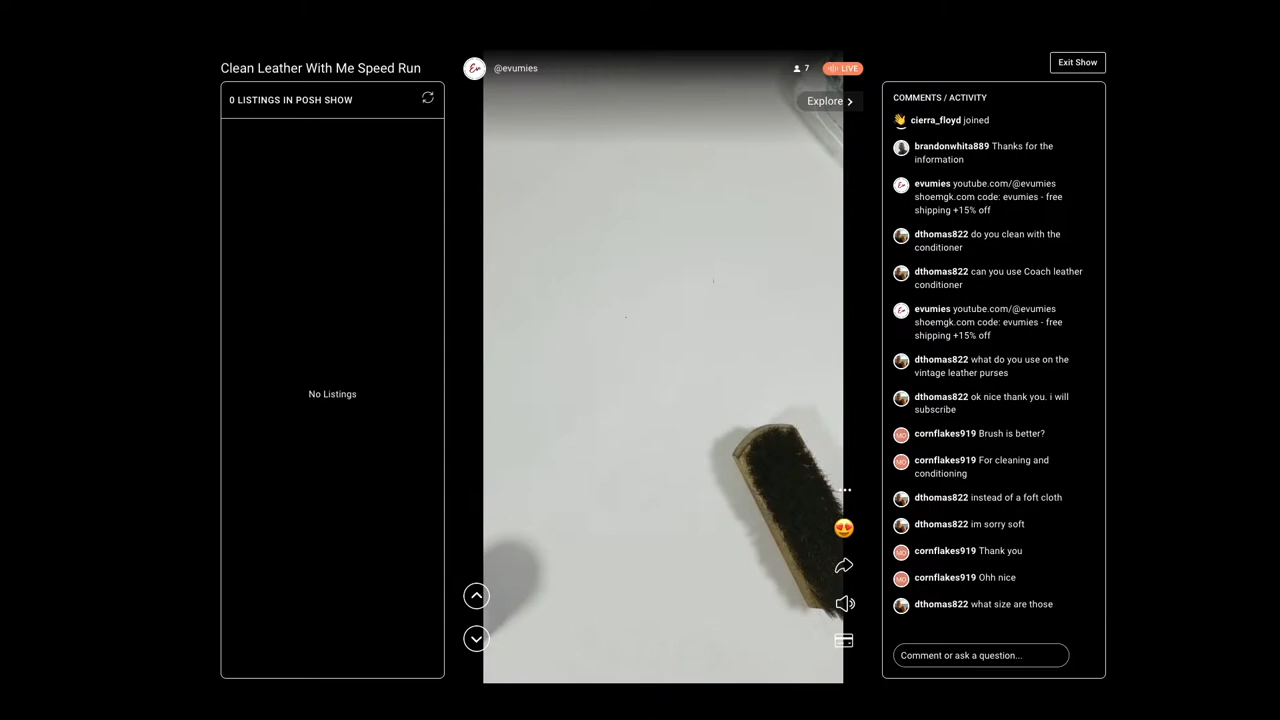 Clean Leather With Me Speed Run
0 LISTINGS IN POSH SHOW
No Listings
Ev
@evumies
7
LIVE
Explore
Exit Show
COMMENTS / ACTIVITY
cierra_floyd joined
brandonwhita889 Thanks for the
information
evumies youtube.com/@evumies
shoemgk.com code: evumies - free
shipping +15% off
dthomas822 do you clean with the
conditioner
dthomas822 can you use Coach leather
conditioner
evumies youtube.com/@evumies
shoemgk.com code: evumies - free
shipping +15% off
dthomas822 what do you use on the
vintage leather purses
dthomas822 ok nice thank you. i will
subscribe
MO
cornflakes919 Brush is better?
MO
cornflakes919 For cleaning and
conditioning
dthomas822 instead of a foft cloth
dthomas822 im sorry soft
MO
cornflakes919 Thank you
MO
cornflakes919 Ohh nice
dthomas822 what size are those
Comment or ask a question...